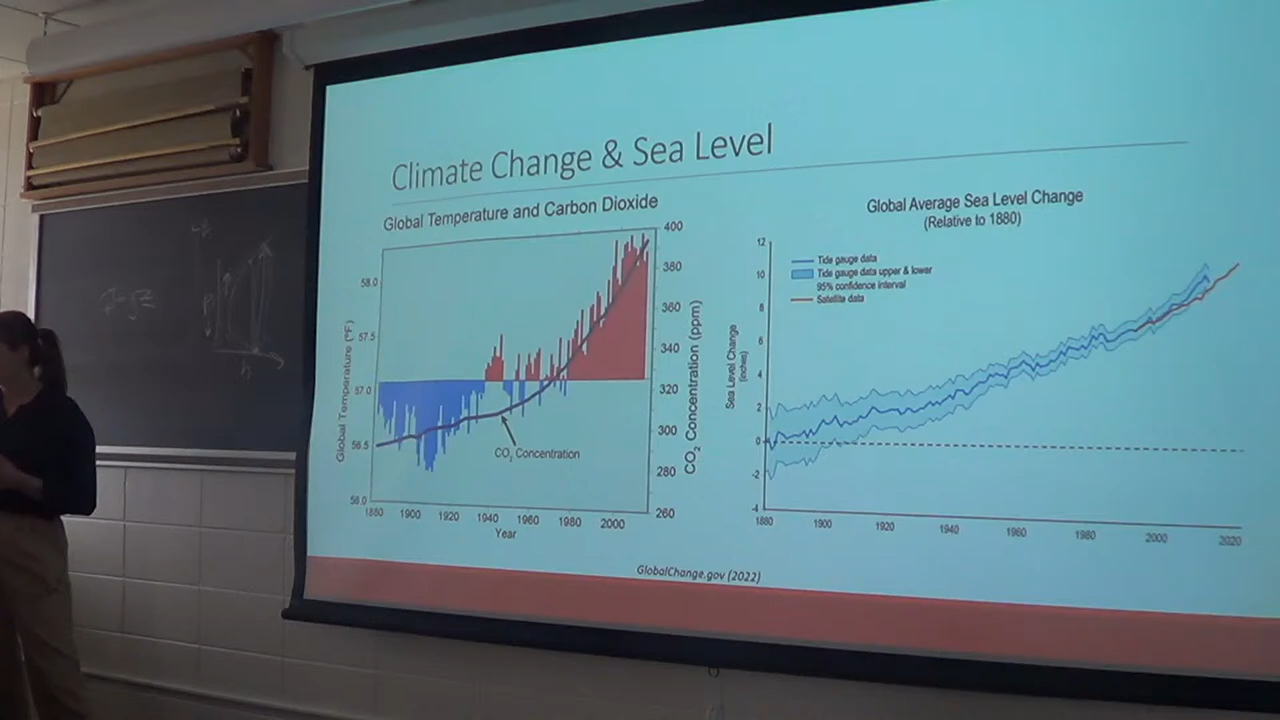 Climate Change & Sea Level
Global Temperature and Carbon Dioxide
Global Temperature (°F)
58.0
57.5
57.0
56.5
56.0
400
380
360
340
320
300
280
260
CO2 Concentration (ppm)
CO2 Concentration
1880 1900 1920 1940 1960 1980 2000
Year
Global Average Sea Level Change
(Relative to 1880)
Tide gauge data
Tide gauge data upper & lower
95% confidence interval
Satellite data
Sea Level Change
(inches)
12
10
8
6
4
2
0
-2
-4
1880 1900 1920 1940 1960 1980 2000 2020
GlobalChange.gov (2022)